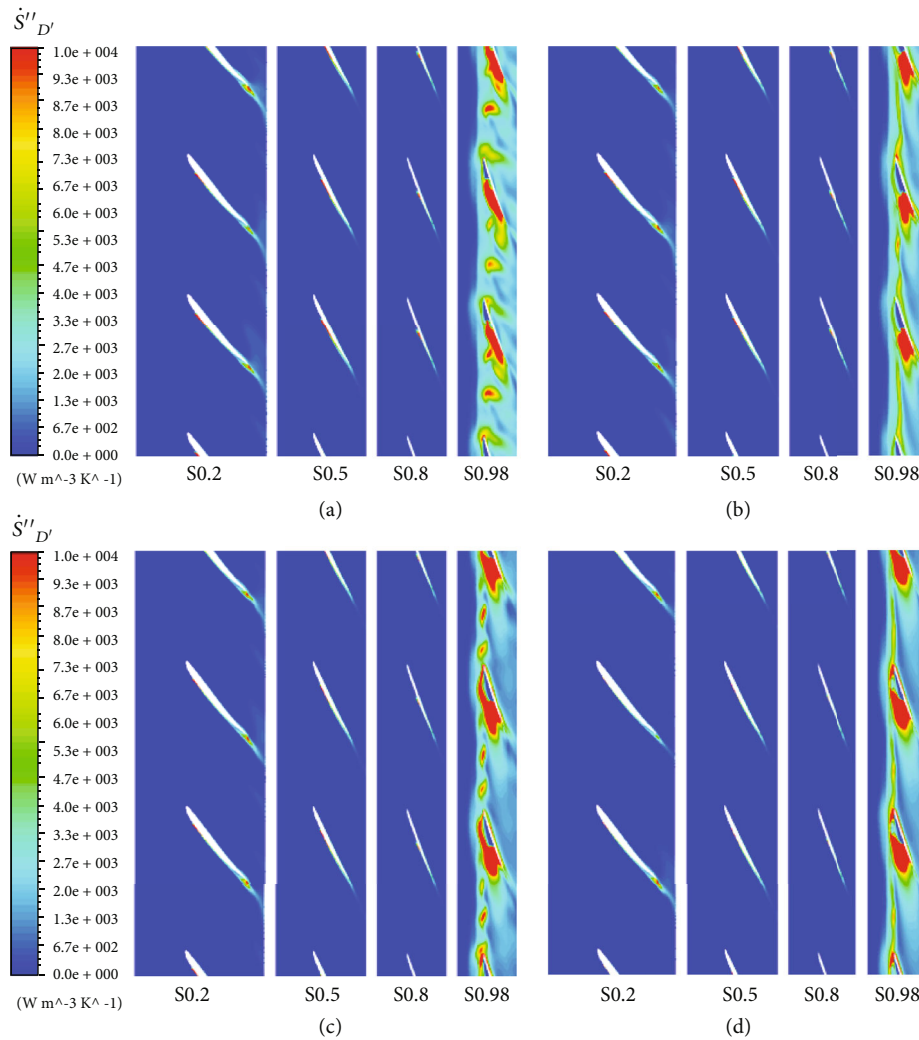 Ṡ''D'
1.0e + 004
9.3e + 003
8.7e + 003
8.0e + 003
7.3e + 003
6.7e + 003
6.0e + 003
5.3e + 003
4.7e + 003
4.0e + 003
3.3e + 003
2.7e + 003
2.0e + 003
1.3e + 003
6.7e + 002
0.0e + 000
(W m^-3 K^ -1)
S0.2 S0.5 S0.8 S0.98
(a)
S0.2 S0.5 S0.8 S0.98
(b)
Ṡ''D'
1.0e + 004
9.3e + 003
8.7e + 003
8.0e + 003
7.3e + 003
6.7e + 003
6.0e + 003
5.3e + 003
4.7e + 003
4.0e + 003
3.3e + 003
2.7e + 003
2.0e + 003
1.3e + 003
6.7e + 002
0.0e + 000
(W m^-3 K^ -1)
S0.2 S0.5 S0.8 S0.98
(c)
S0.2 S0.5 S0.8 S0.98
(d)